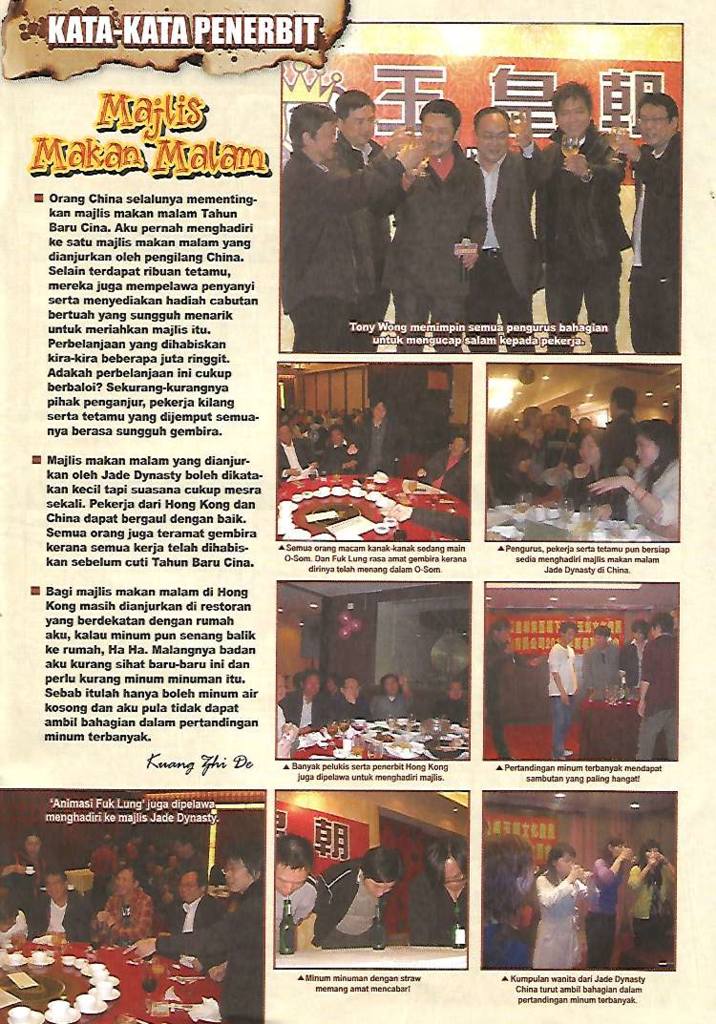 KATA-KATA PENERBIT
Majlis
Makan Malam
Orang China selalunya mementing-
kan majlis makan malam Tahun
Baru Cina. Aku pernah menghadiri
ke satu majlis makan malam yang
dianjurkan oleh pengilang China.
Selain terdapat ribuan tetamu,
mereka juga mempelawa penyanyi
serta menyediakan hadiah cabutan
bertuah yang sungguh menarik
untuk meriahkan majlis itu.
Perbelanjaan yang dihabiskan
kira-kira beberapa juta ringgit.
Adakah perbelanjaan ini cukup
berbaloi? Sekurang-kurangnya
pihak penganjur, pekerja kilang
serta tetamu yang dijemput semua-
nya berasa sungguh gembira.
Majlis makan malam yang dianjur-
kan oleh Jade Dynasty boleh dikata-
kan kecil tapi suasana cukup mesra
sekali. Pekerja dari Hong Kong dan
China dapat bergaul dengan baik.
Semua orang juga teramat gembira
kerana semua kerja telah dihabis-
kan sebelum cuti Tahun Baru Cina.
Bagi majlis makan malam di Hong
Kong masih dianjurkan di restoran
yang berdekatan dengan rumah
aku, kalau minum pun senang balik
ke rumah, Ha Ha. Malangnya badan
aku kurang sihat baru-baru ini dan
perlu kurang minum minuman itu.
Sebab itulah hanya boleh minum air
kosong dan aku pula tidak dapat
ambil bahagian dalam pertandingan
minum terbanyak.
Kuang Zhi De
玉皇朝
Tony Wong memimpin semua pengurus bahagian
untuk mengucap salam kepada pekerja.
▲Semua orang macam kanak-kanak sedang main
O-Som. Dan Fuk Lung rasa amat gembira kerana
dirinya telah menang dalam O-Som.
▲Pengurus, pekerja serta tetamu pun bersiap
sedia menghadiri majlis makan malam
Jade Dynasty di China.
▲Banyak pelukis serta penerbit Hong Kong
juga dipelawa untuk menghadiri majlis.
▲Pertandingan minum terbanyak mendapat
sambutan yang paling hangat!
'Animasi Fuk Lung' juga dipelawa
menghadiri ke majlis Jade Dynasty.
朝
▲Minum minuman dengan straw
memang amat mencabar!
▲Kumpulan wanita dari Jade Dynasty
China turut ambil bahagian dalam
pertandingan minum terbanyak.